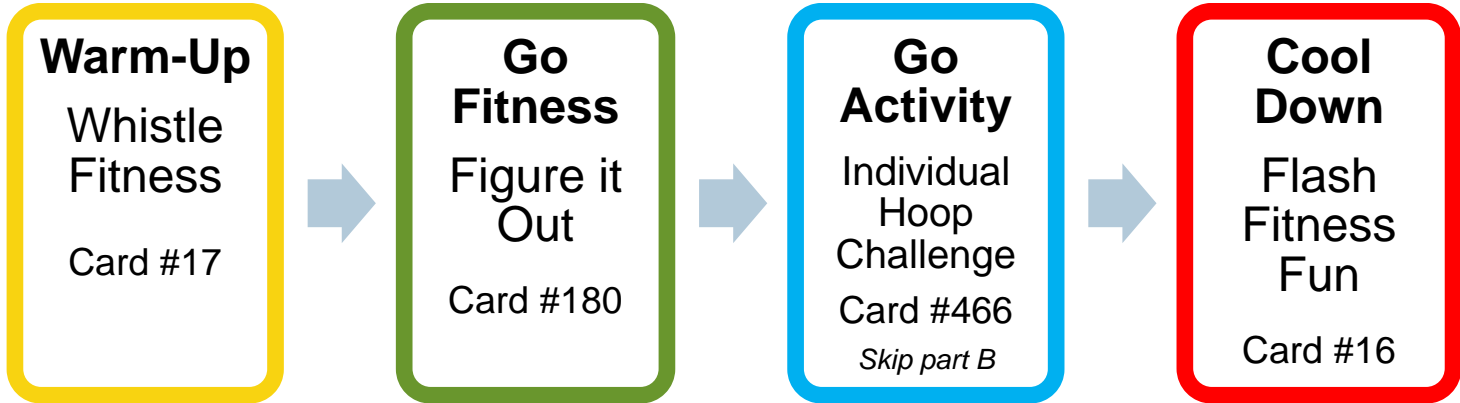 Warm-Up
Whistle
Fitness
Card #17
Go
Fitness
Figure it
Out
Card #180
Go
Activity
Individual
Hoop
Challenge
Card #466
Skip part B
Cool
Down
Flash
Fitness
Fun
Card #16